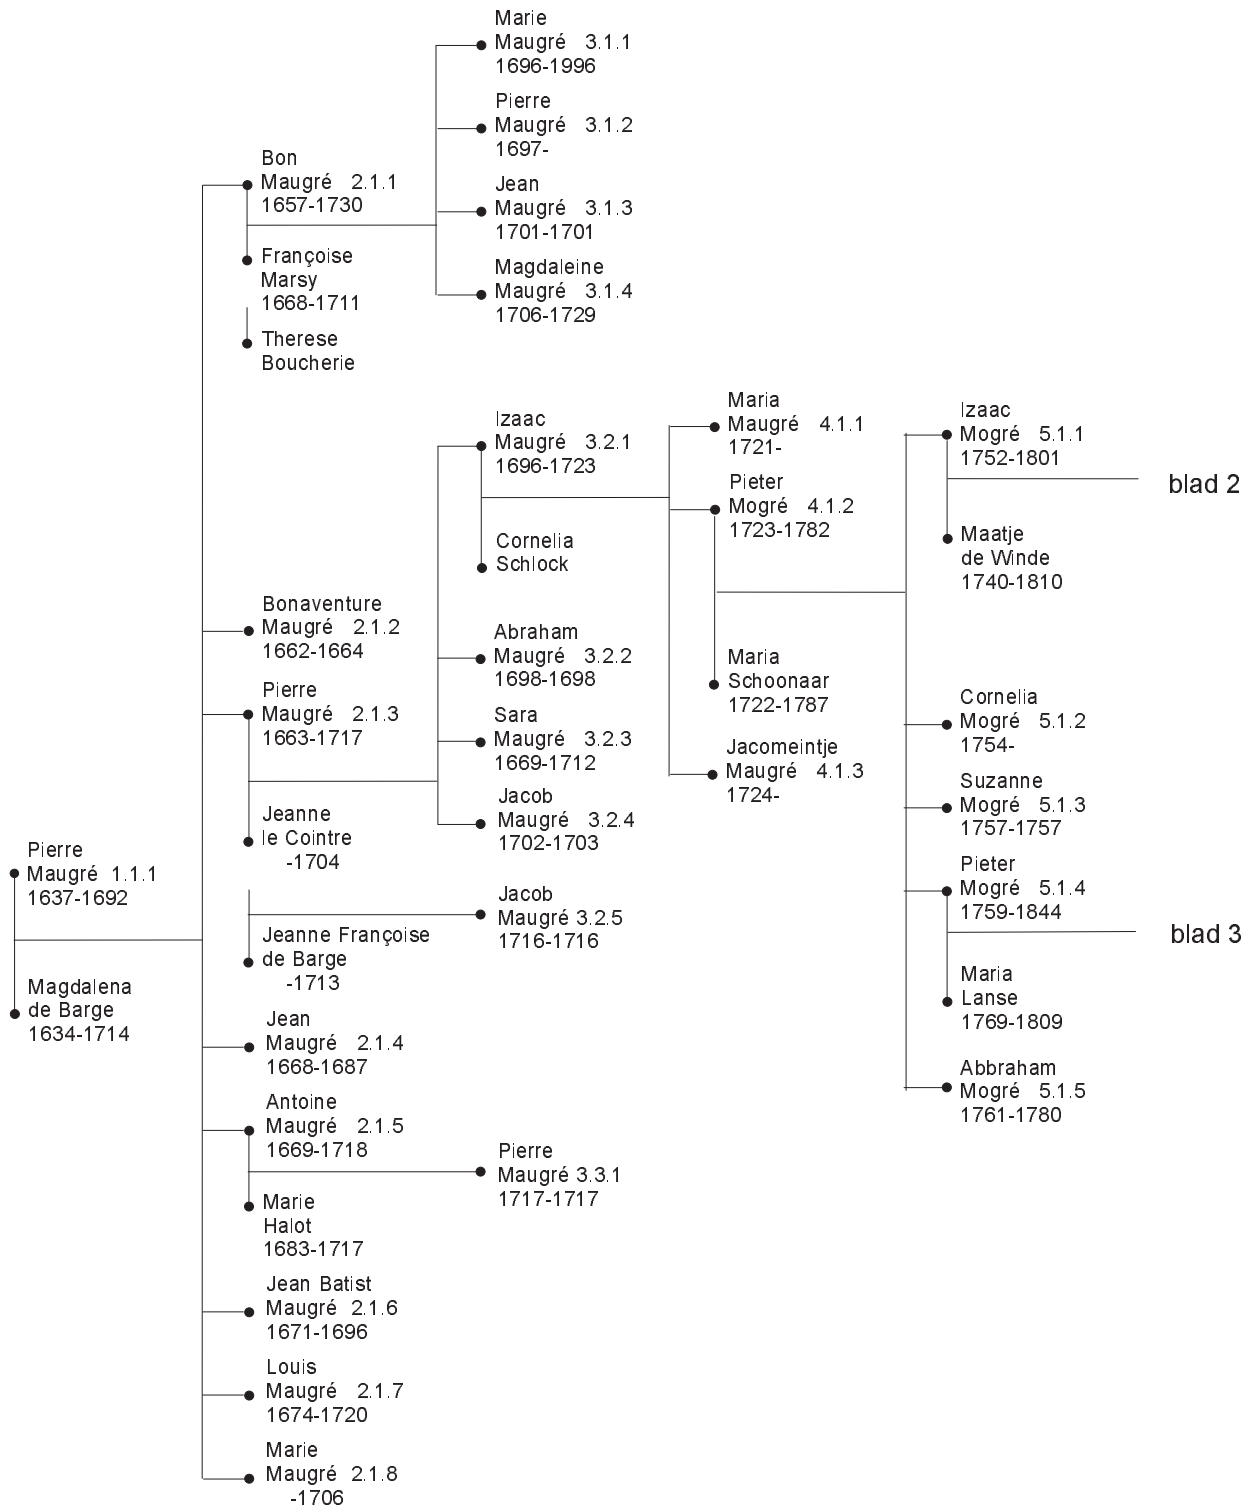 Marie
Maugré 3.1.1
1696-1996
Pierre
Maugré 3.1.2
1697-
Jean
Maugré 3.1.3
1701-1701
Magdaleine
Maugré 3.1.4
1706-1729
Bon
Maugré 2.1.1
1657-1730
Françoise
Marsy
1668-1711
Therese
Boucherie
Izaac
Maugré 3.2.1
1696-1723
Cornelia
Schlock
Maria
Maugré 4.1.1
1721-
Pieter
Mogré 4.1.2
1723-1782
Izaac
Mogré 5.1.1
1752-1801
blad 2
Maatje
de Winde
1740-1810
Bonaventure
Maugré 2.1.2
1662-1664
Pierre
Maugré 2.1.3
1663-1717
Abraham
Maugré 3.2.2
1698-1698
Sara
Maugré 3.2.3
1669-1712
Jacob
Maugré 3.2.4
1702-1703
Maria
Schoonaar
1722-1787
Jacomeintje
Maugré 4.1.3
1724-
Cornelia
Mogré 5.1.2
1754-
Suzanne
Mogré 5.1.3
1757-1757
Pieter
Mogré 5.1.4
1759-1844
blad 3
Maria
Lanse
1769-1809
Abbraham
Mogré 5.1.5
1761-1780
Jeanne
le Cointre
-1704
Pierre
Maugré 1.1.1
1637-1692
Magdalena
de Barge
1634-1714
Jacob
Maugré 3.2.5
1716-1716
Jeanne Françoise
de Barge
-1713
Jean
Maugré 2.1.4
1668-1687
Antoine
Maugré 2.1.5
1669-1718
Pierre
Maugré 3.3.1
1717-1717
Marie
Halot
1683-1717
Jean Batist
Maugré 2.1.6
1671-1696
Louis
Maugré 2.1.7
1674-1720
Marie
Maugré 2.1.8
-1706